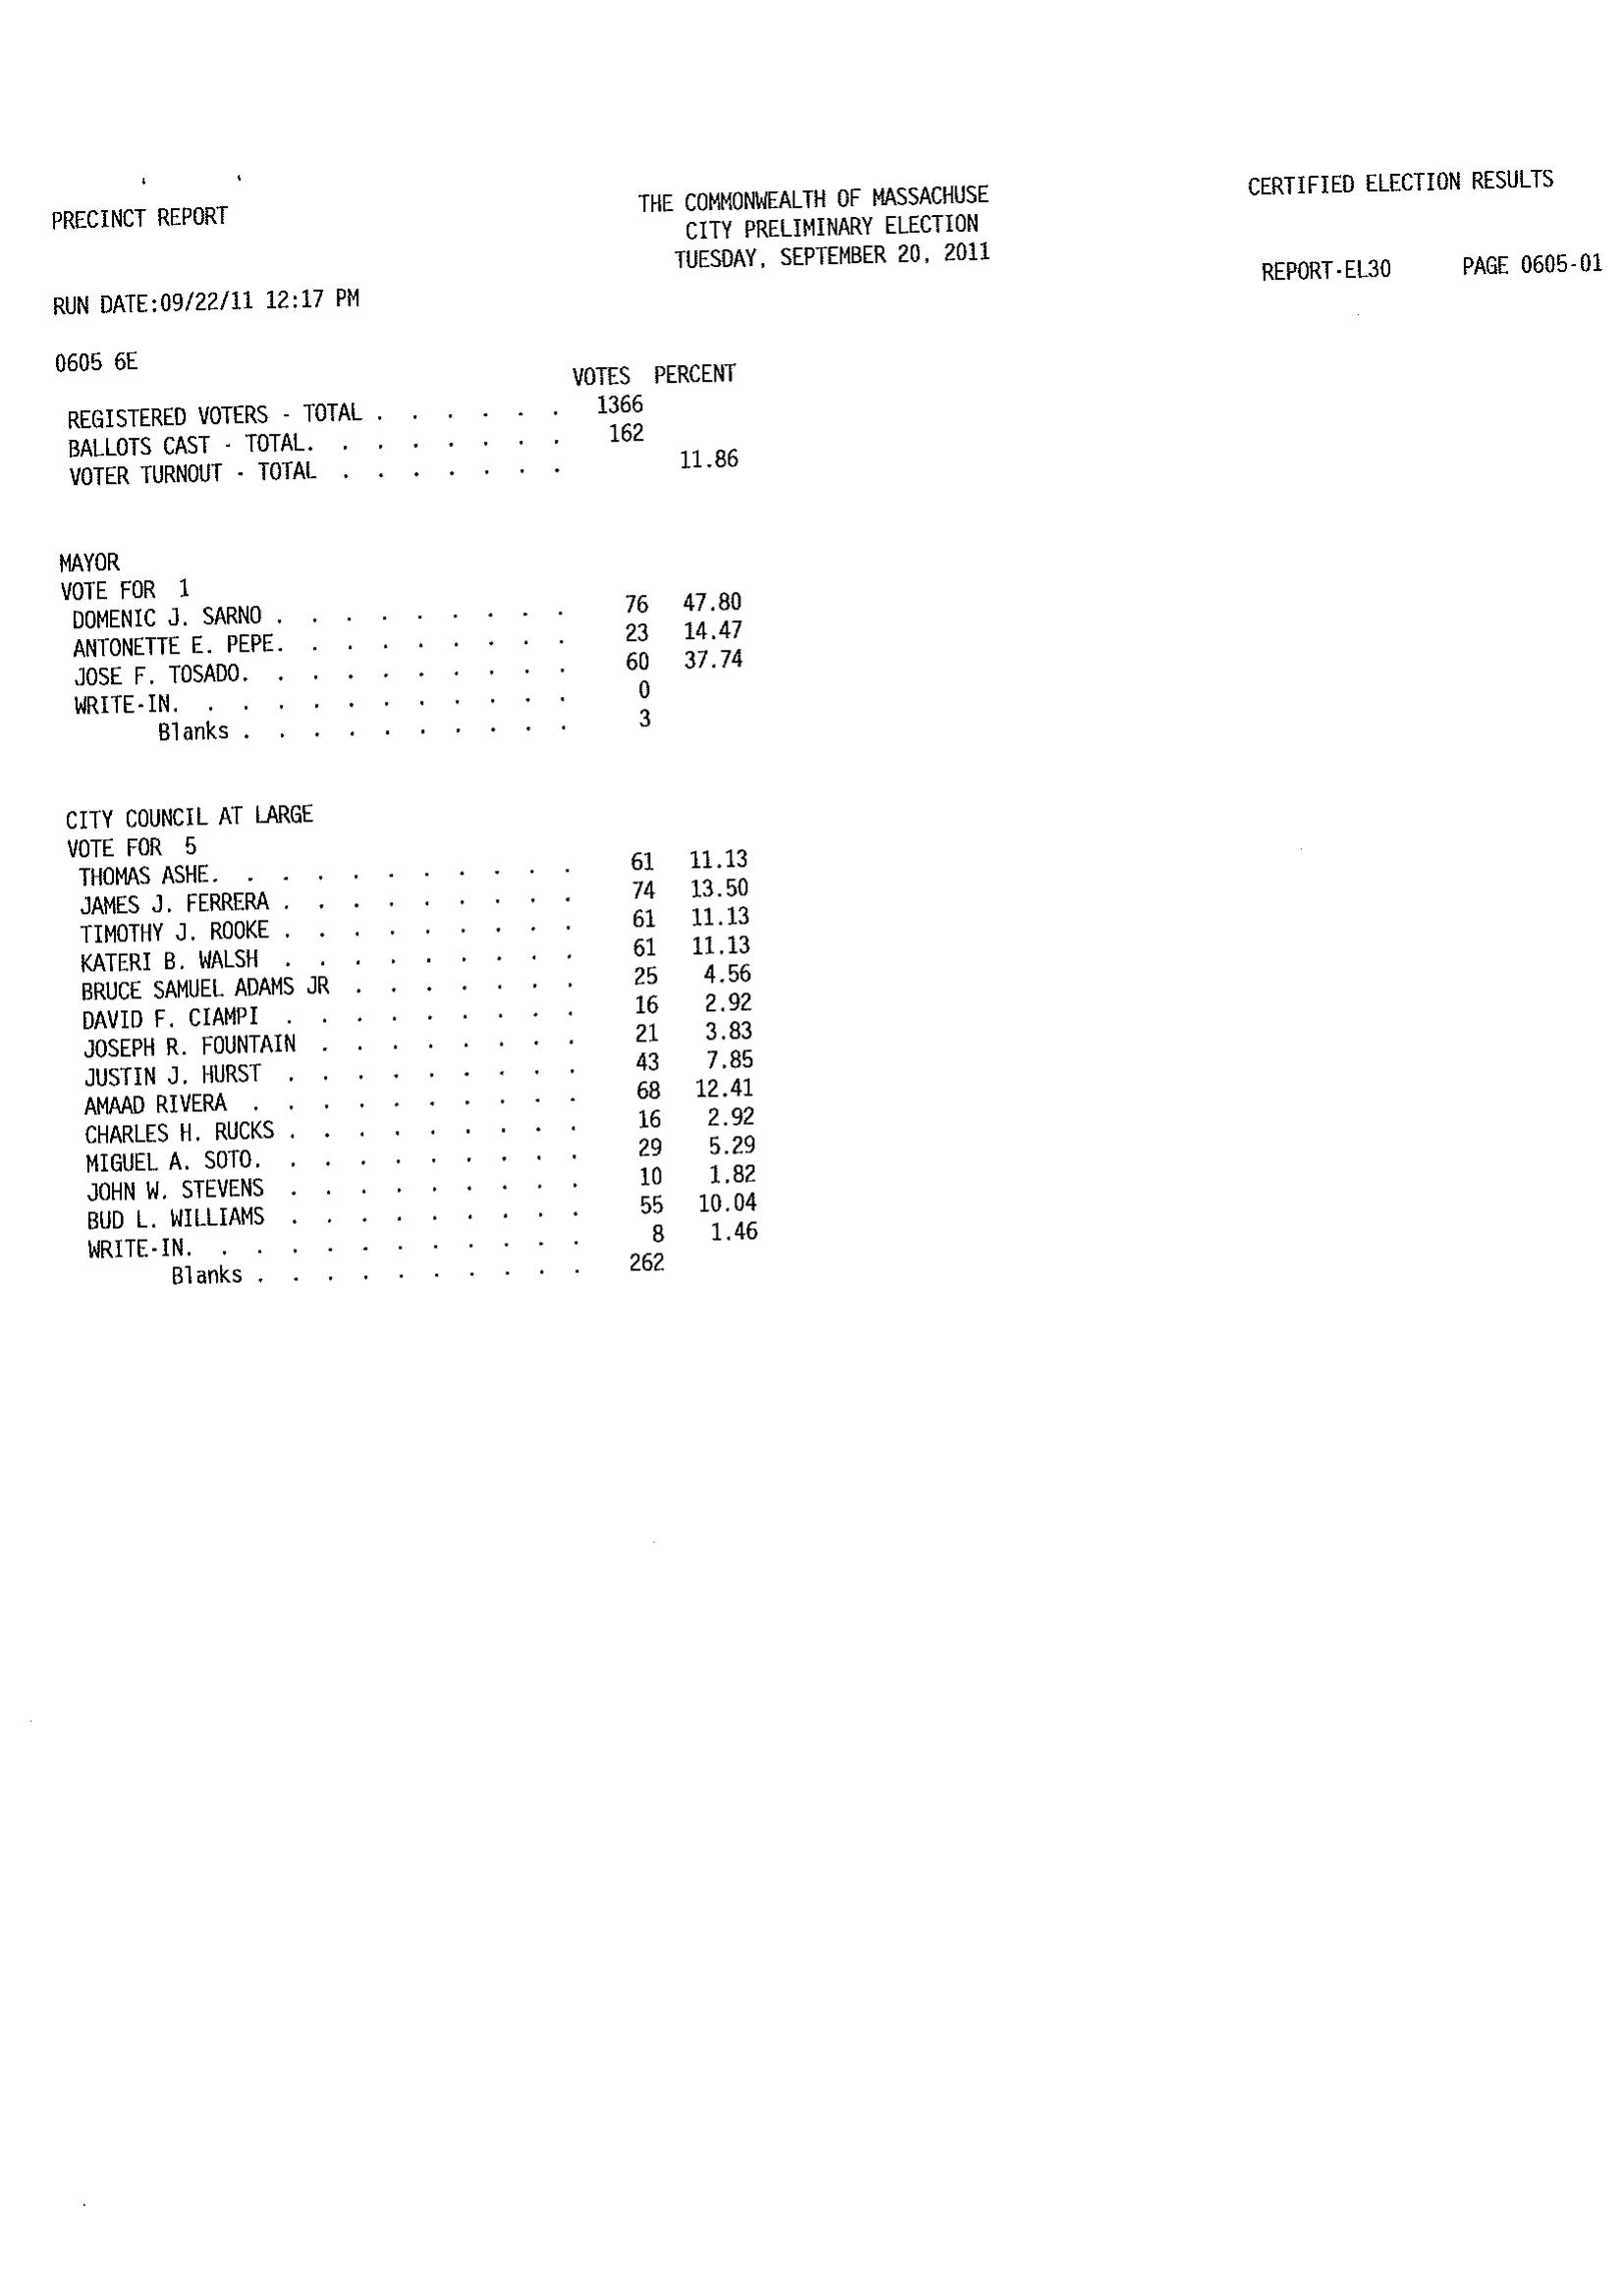 PRECINCT REPORT
THE COMMONWEALTH OF MASSACHUSE
CITY PRELIMINARY ELECTION
TUESDAY, SEPTEMBER 20, 2011
CERTIFIED ELECTION RESULTS
RUN DATE:09/22/11 12:17 PM
REPORT-EL30 PAGE 0605-01
0605 6E
VOTES PERCENT
REGISTERED VOTERS - TOTAL . . . . . . 1366
BALLOTS CAST - TOTAL. . . . . . . . 162
VOTER TURNOUT - TOTAL . . . . . . . 11.86
MAYOR
VOTE FOR 1
DOMENIC J. SARNO . . . . . . . . . 76 47.80
ANTONETTE E. PEPE. . . . . . . . . 23 14.47
JOSE F. TOSADO. . . . . . . . . . 60 37.74
WRITE-IN. . . . . . . . . . . . 0
Blanks . . . . . . . . . . 3
CITY COUNCIL AT LARGE
VOTE FOR 5
THOMAS ASHE. . . . . . . . . . . 61 11.13
JAMES J. FERRERA . . . . . . . . . 74 13.50
TIMOTHY J. ROOKE . . . . . . . . . 61 11.13
KATERI B. WALSH . . . . . . . . . 61 11.13
BRUCE SAMUEL ADAMS JR . . . . . . . 25 4.56
DAVID F. CIAMPI . . . . . . . . . 16 2.92
JOSEPH R. FOUNTAIN . . . . . . . . 21 3.83
JUSTIN J. HURST . . . . . . . . . 43 7.85
AMAAD RIVERA . . . . . . . . . . 68 12.41
CHARLES H. RUCKS . . . . . . . . . 16 2.92
MIGUEL A. SOTO. . . . . . . . . . 29 5.29
JOHN W. STEVENS . . . . . . . . . 10 1.82
BUD L. WILLIAMS . . . . . . . . . 55 10.04
WRITE-IN. . . . . . . . . . . . 8 1.46
Blanks . . . . . . . . . . 262